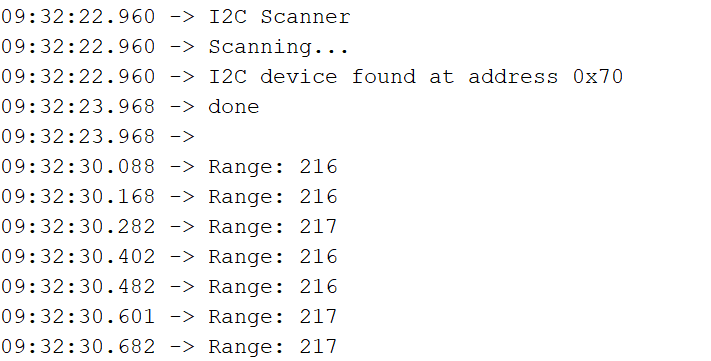 09:32:22.960 -> I2C Scanner
09:32:22.960 -> Scanning...
09:32:22.960 -> I2C device found at address 0x70
09:32:23.968 -> done
09:32:23.968 ->
09:32:30.088 -> Range: 216
09:32:30.168 -> Range: 216
09:32:30.282 -> Range: 217
09:32:30.402 -> Range: 216
09:32:30.482 -> Range: 216
09:32:30.601 -> Range: 217
09:32:30.682 -> Range: 217